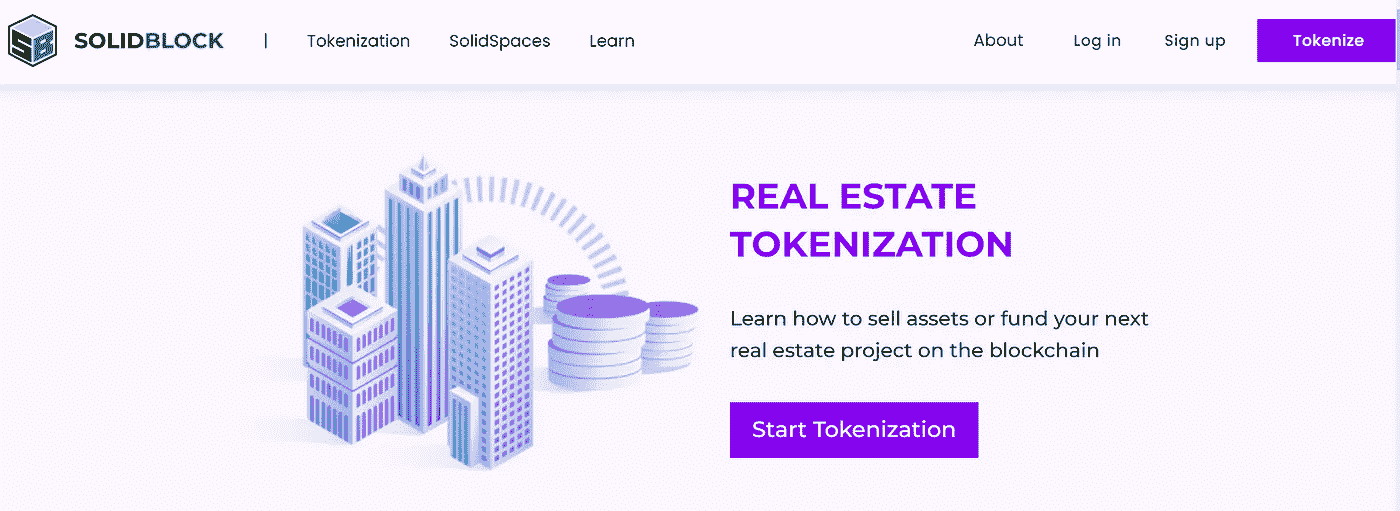 SB SOLIDBLOCK | Tokenization SolidSpaces Learn About Log in Sign up Tokenize
REAL ESTATE
TOKENIZATION
Learn how to sell assets or fund your next
real estate project on the blockchain
Start Tokenization